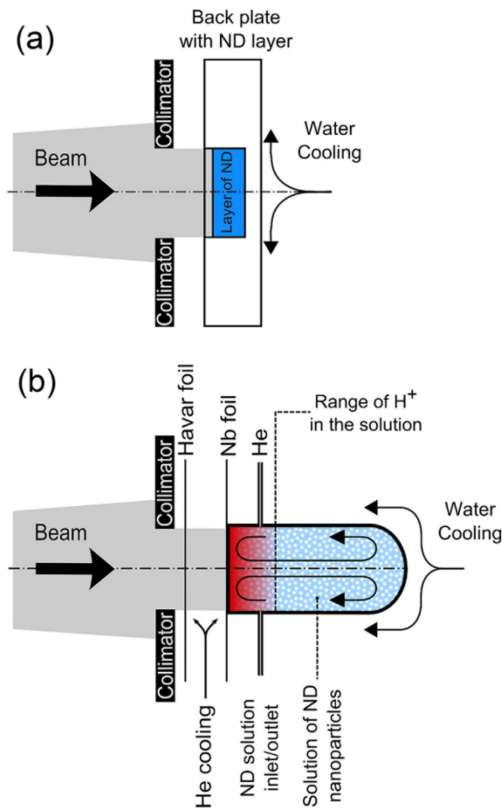 (a)
Back plate
with ND layer
Collimator
Water
Cooling
Beam
Layer of ND
Collimator
(b)
Havar foil
Nb foil
He
Range of H+
in the solution
Collimator
Water
Cooling
Beam
Collimator
He cooling
ND solution
inlet/outlet
Solution of ND
nanoparticles